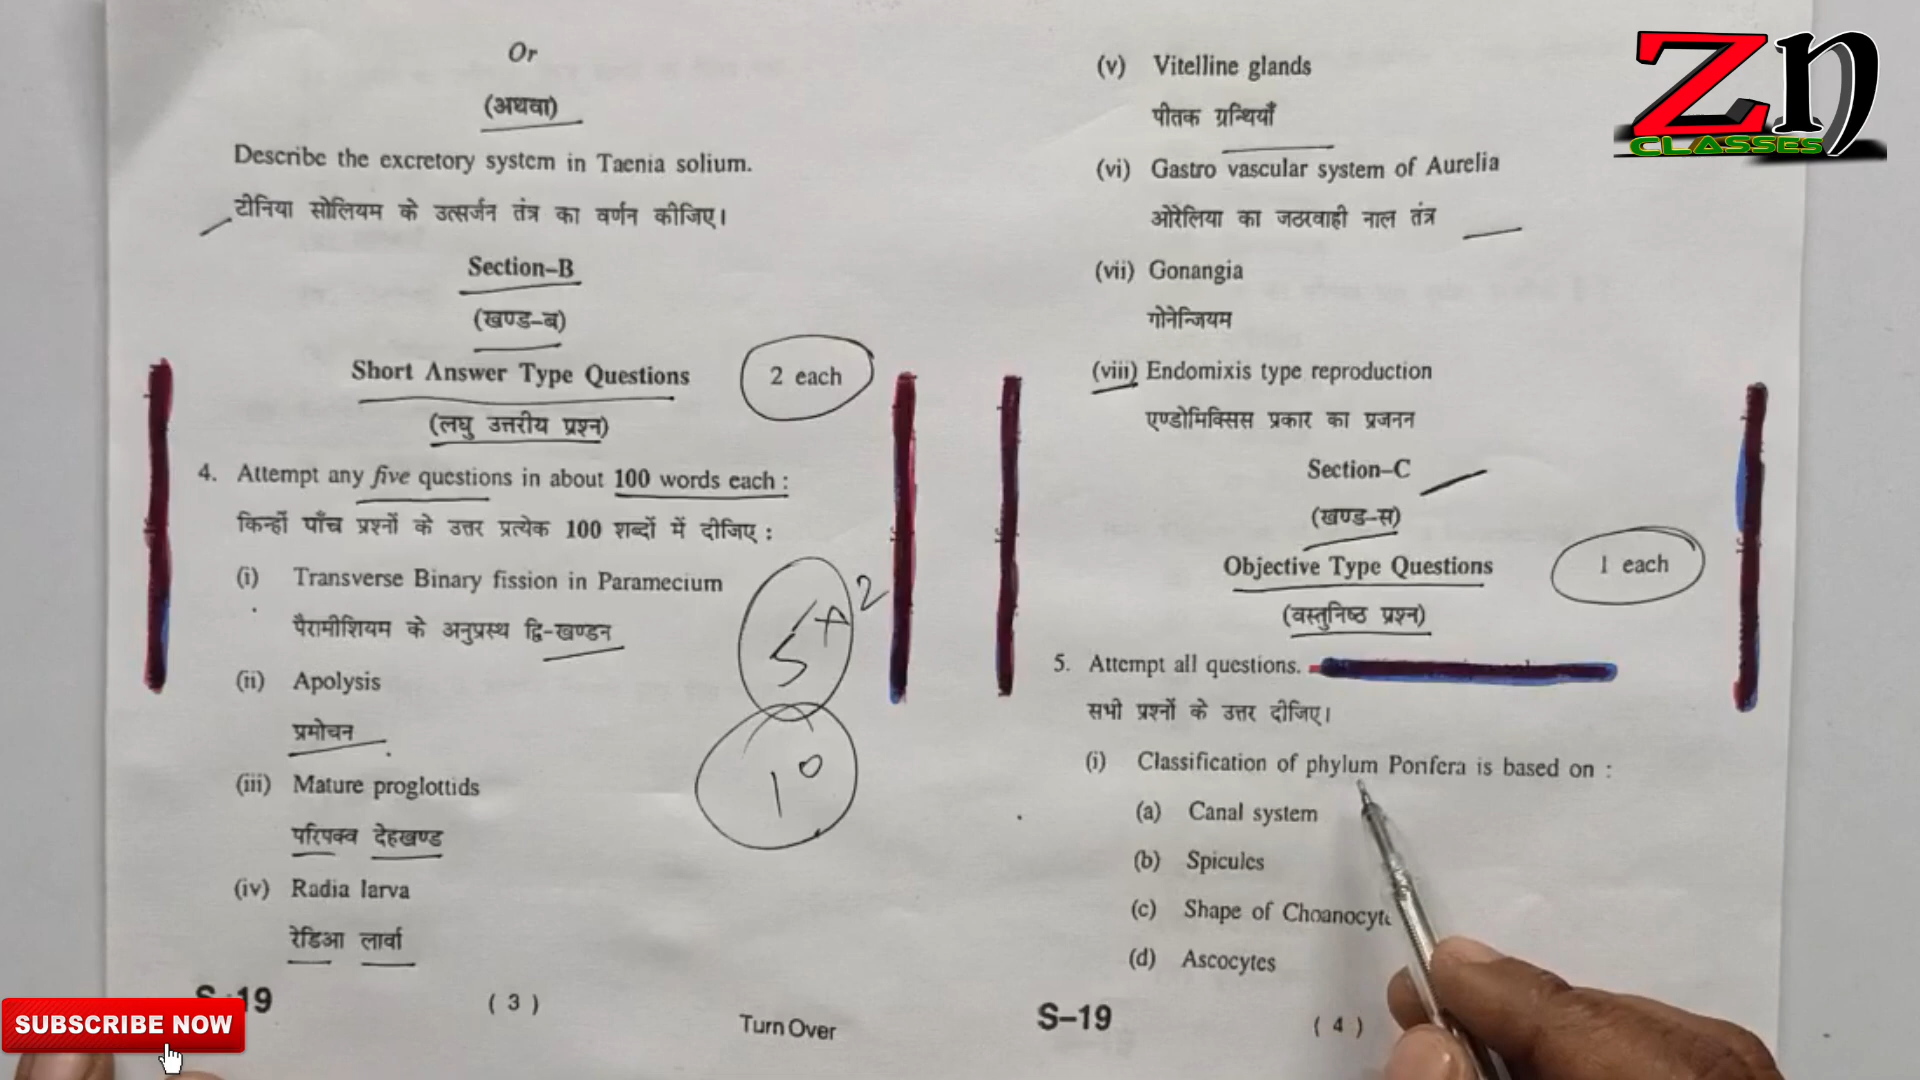 Or
(अथवा)
Describe the excretory system in Taenia solium.
टीनिया सोलियम के उत्सर्जन तंत्र का वर्णन कीजिए।
Section–B
(खण्ड–ब)
Short Answer Type Questions
2 each
(लघु उत्तरीय प्रश्न)
4. Attempt any five questions in about 100 words each :
किन्हीं पाँच प्रश्नों के उत्तर प्रत्येक 100 शब्दों में दीजिए :
(i) Transverse Binary fission in Paramecium
पैरामीशियम के अनुप्रस्थ द्वि-खण्डन
5×2
(ii) Apolysis
प्रमोचन
10
(iii) Mature proglottids
परिपक्व देहखण्ड
(iv) Radia larva
रेडिआ लार्वा
S–19
( 3 )
Turn Over
(v) Vitelline glands
पीतक ग्रन्थियाँ
(vi) Gastro vascular system of Aurelia
ओरेलिया का जठरवाही नाल तंत्र
(vii) Gonangia
गोनेन्जियम
(viii) Endomixis type reproduction
एण्डोमिक्सिस प्रकार का प्रजनन
Section–C
(खण्ड–स)
Objective Type Questions
1 each
(वस्तुनिष्ठ प्रश्न)
5. Attempt all questions.
सभी प्रश्नों के उत्तर दीजिए।
(i) Classification of phylum Porifera is based on :
(a) Canal system
(b) Spicules
(c) Shape of Choanocyte
(d) Ascocytes
S–19
( 4 )
Zn
CLASSES
SUBSCRIBE NOW